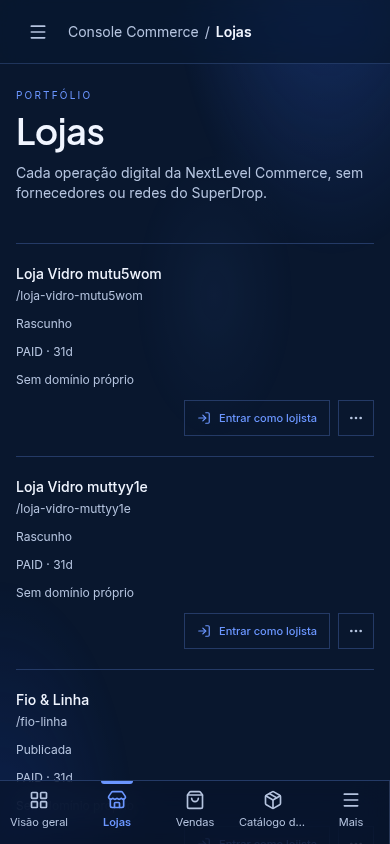 Console Commerce / Lojas
PORTFÓLIO
Lojas
Cada operação digital da NextLevel Commerce, sem
fornecedores ou redes do SuperDrop.
Loja Vidro mutu5wom
/loja-vidro-mutu5wom
Rascunho
PAID · 31d
Sem domínio próprio
Entrar como lojista
Loja Vidro muttyy1e
/loja-vidro-muttyy1e
Rascunho
PAID · 31d
Sem domínio próprio
Entrar como lojista
Fio & Linha
/fio-linha
Publicada
PAID · 31d
Visão geral Lojas Vendas Catálogo d... Mais